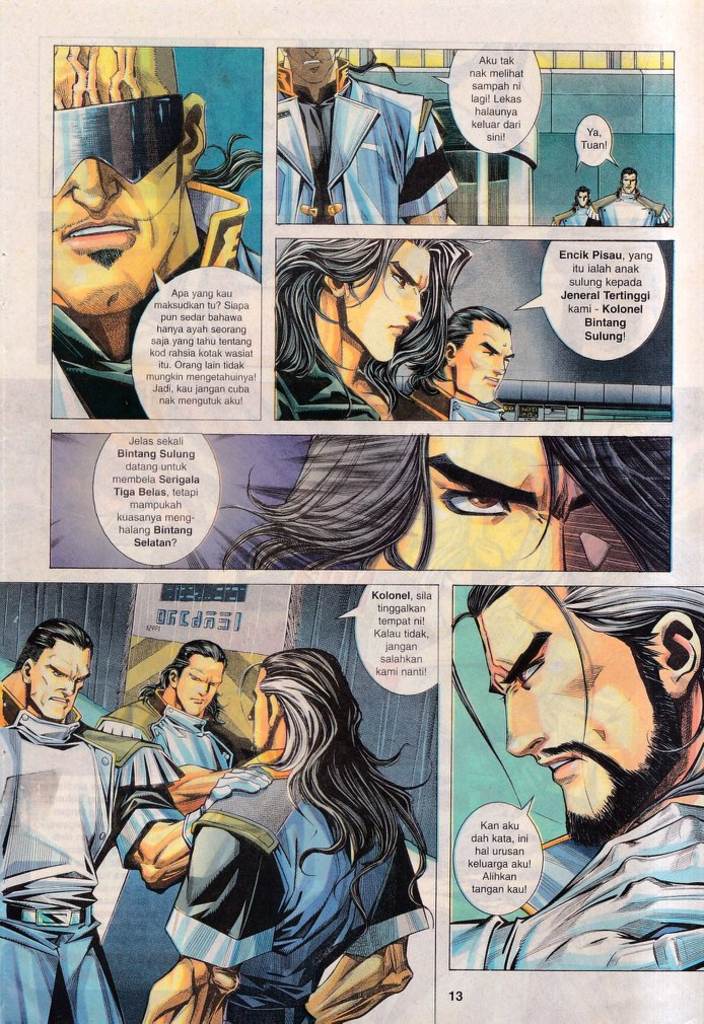 Apa yang kau
maksudkan tu? Siapa
pun sedar bahawa
hanya ayah seorang
saja yang tahu tentang
kod rahsia kotak wasiat
itu. Orang lain tidak
mungkin mengetahuinya!
Jadi, kau jangan cuba
nak mengutuk aku!
Aku tak
nak melihat
sampah ni
lagi! Lekas
halaunya
keluar dari
sini!
Ya,
Tuan!
Encik Pisau, yang
itu ialah anak
sulung kepada
Jeneral Tertinggi
kami - Kolonel
Bintang
Sulung!
Jelas sekali
Bintang Sulung
datang untuk
membela Serigala
Tiga Belas, tetapi
mampukah
kuasanya meng-
halang Bintang
Selatan?
Kolonel, sila
tinggalkan
tempat ni!
Kalau tidak,
jangan
salahkan
kami nanti!
Kan aku
dah kata, ini
hal urusan
keluarga aku!
Alihkan
tangan kau!
13